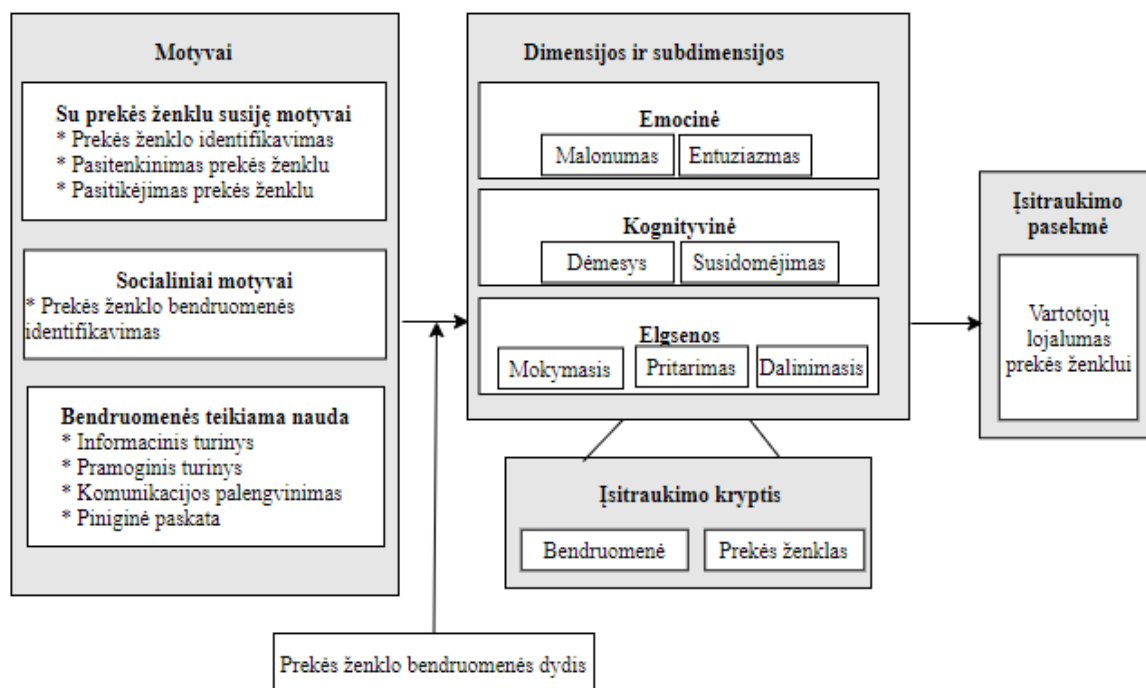 Motyvai
Su prekės ženklu susiję motyvai
* Prekės ženklo identifikavimas
* Pasitenkinimas prekės ženklu
* Pasitikėjimas prekės ženklu
Socialiniai motyvai
* Prekės ženklo bendruomenės
identifikavimas
Bendruomenės teikiama nauda
* Informacinis turinys
* Pramoginis turinys
* Komunikacijos palengvinimas
* Piniginė paskata
Dimensijos ir subdimensijos
Emocinė
Malonumas
Entuziazmas
Kognityvinė
Dėmesys
Susidomėjimas
Elgsenos
Mokymasis
Pritarimas
Dalinimasis
Įsitraukimo kryptis
Bendruomenė
Prekės ženklas
Įsitraukimo
pasekmė
Vartotojų
lojalumas
prekės ženklui
Prekės ženklo bendruomenės dydis